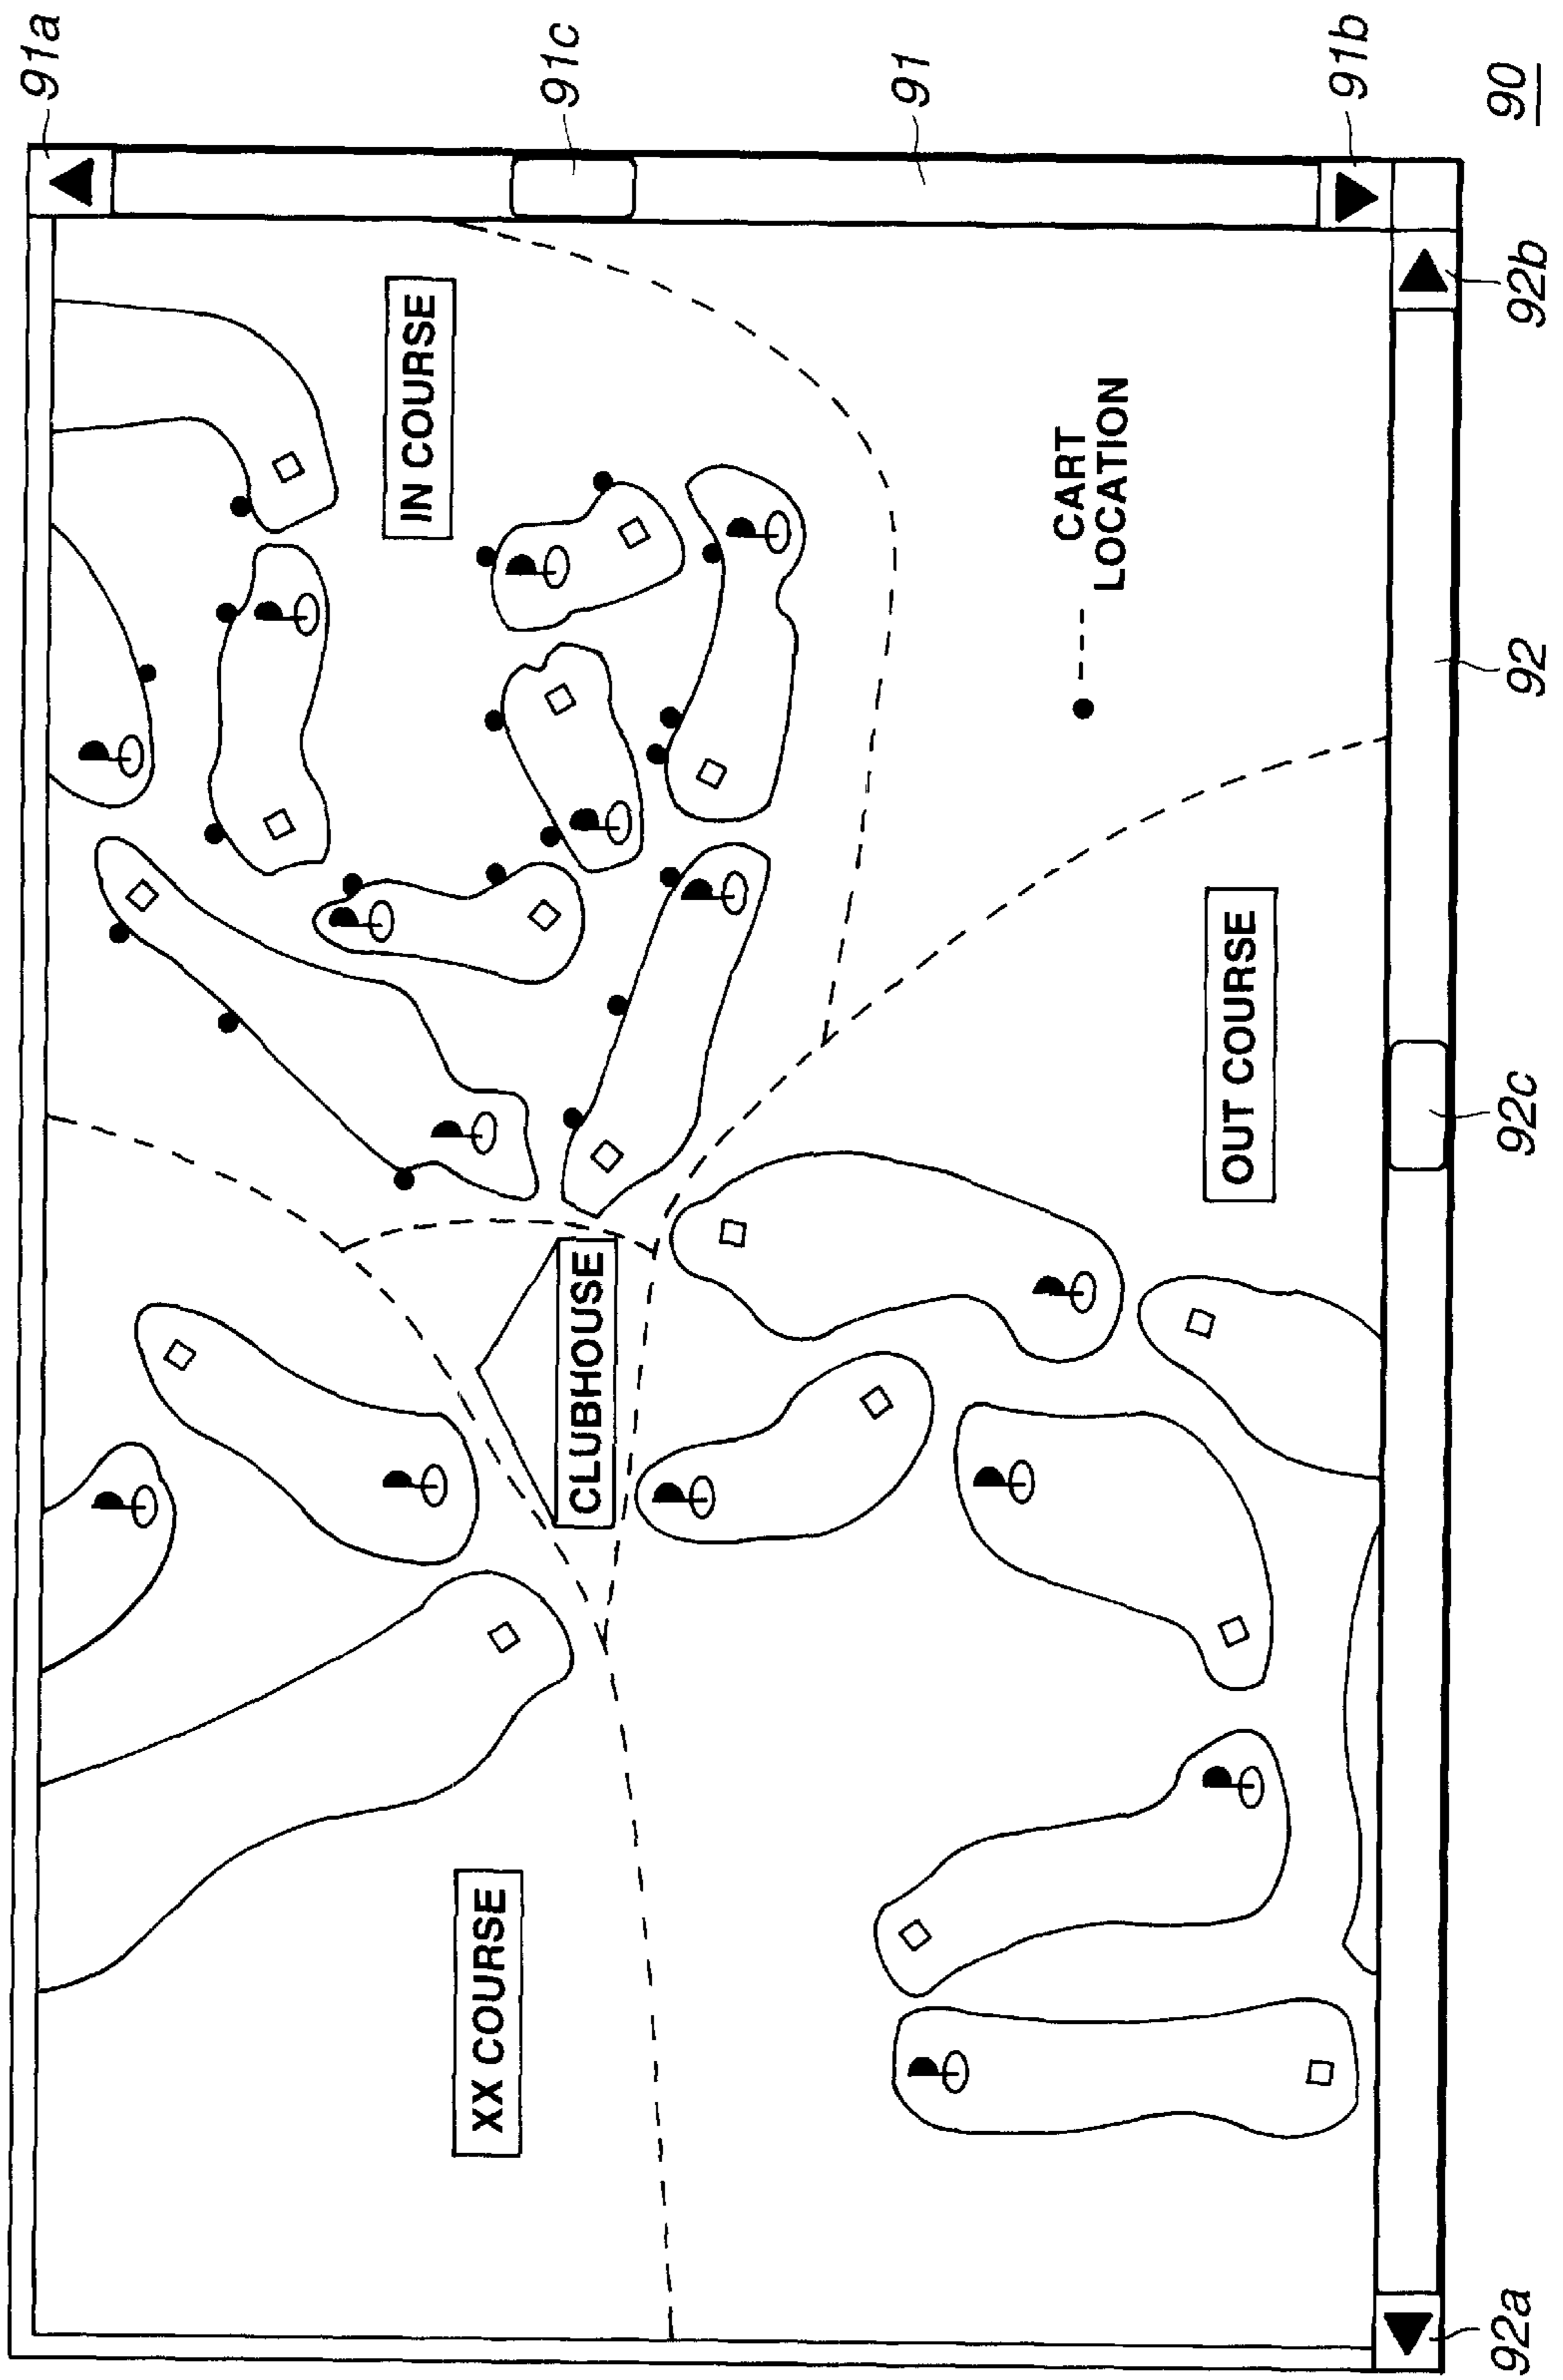 91a
91c
91
91b
90
IN COURSE
CART
LOCATION
XX COURSE
CLUBHOUSE
OUT COURSE
92a
92c
92
92b